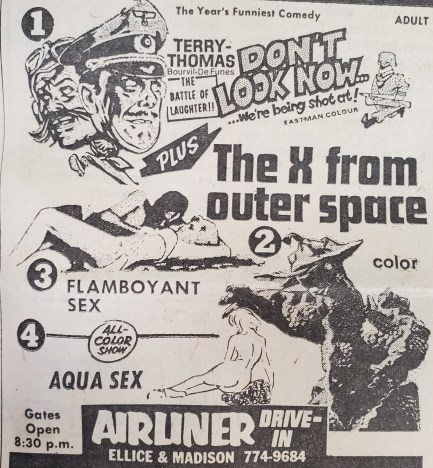 1
The Year's Funniest Comedy
ADULT
TERRY-
THOMAS
Bourvil-De Funes
THE
BATTLE OF
LAUGHTER!!
DON'T
LOOK NOW...
...We're being shot at!
EASTMAN COLOUR
PLUS
The X from
outer space
2
color
3 FLAMBOYANT
SEX
4
ALL-
COLOR
SHOW
AQUA SEX
Gates
Open
8:30 p.m.
AIRLINER DRIVE-
IN
ELLICE & MADISON 774-9684